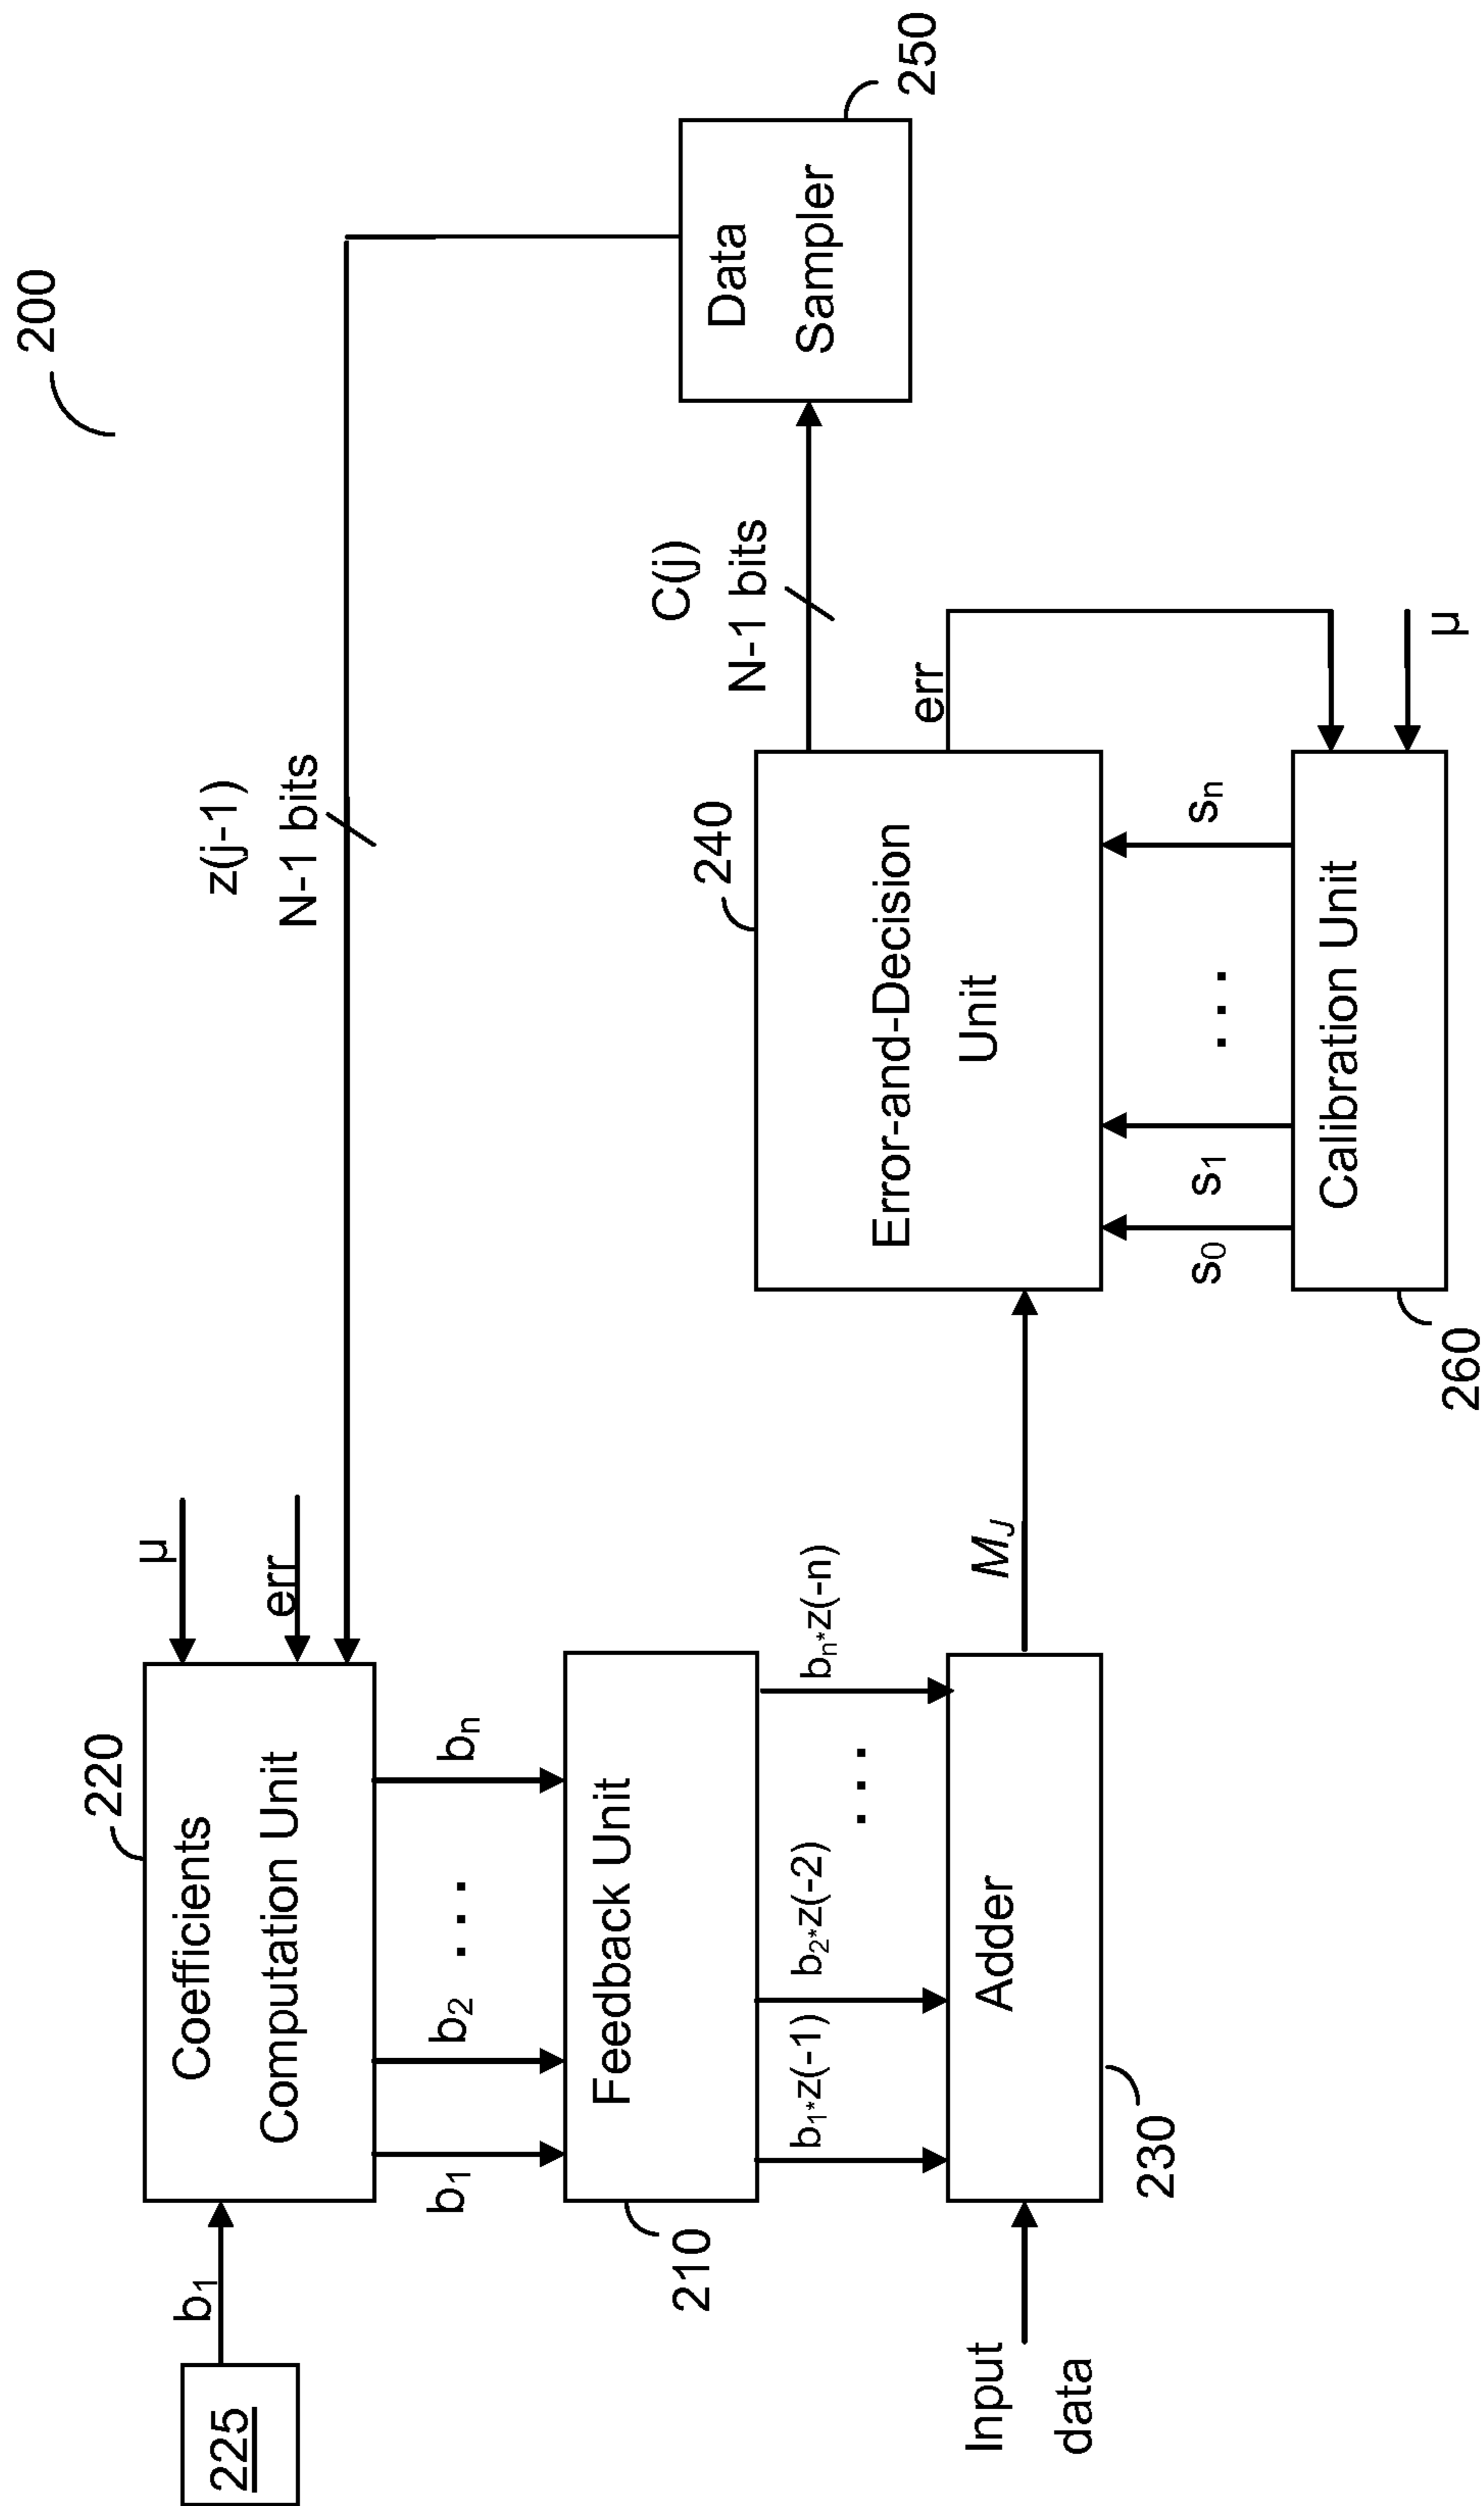 200
z(j-1)
N-1 bits
μ
err
220
Coefficients
Computation Unit
b1
225
b1
b2
. . .
bn
Feedback Unit
210
b1*z(-1)
b2*z(-2)
. . .
bn*z(-n)
Input
data
Adder
230
MJ
240
Error-and-Decision
Unit
C(j)
N-1 bits
Data
Sampler
250
err
s0
s1
. . .
sn
Calibration Unit
μ
260